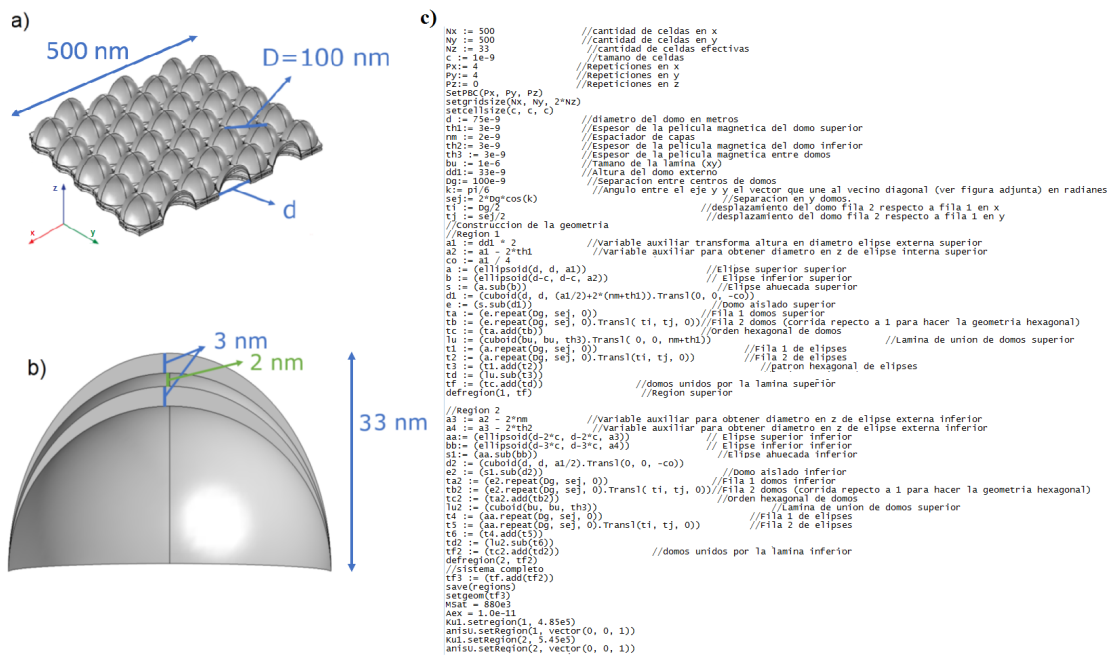 a)
500 nm
D=100 nm
z
x
y
d
b)
3 nm
2 nm
33 nm
c)
Nx := 500 //cantidad de celdas en x
Ny := 500 //cantidad de celdas en y
Nz := 33 //cantidad de celdas efectivas
c := 1e-9 //tamano de celdas
Px:= 4 //Repeticiones en x
Py:= 4 //Repeticiones en y
Pz:= 0 //Repeticiones en z
SetPBC(Px, Py, Pz)
setgridsize(Nx, Ny, 2*Nz)
setcellsize(c, c, c)
d := 75e-9 //diametro del domo en metros
th1:= 3e-9 //Espesor de la pelicula magnetica del domo superior
nm := 2e-9 //Espaciador de capas
th2:= 3e-9 //Espesor de la pelicula magnetica del domo inferior
th3 := 3e-9 //Espesor de la pelicula magnetica entre domos
bu := 1e-6 //Tamano de la lamina (xy)
dd1:= 33e-9 //Altura del domo externo
Dg:= 100e-9 //Separacion entre centros de domos
k:= pi/6 //Angulo entre el eje y y el vector que une al vecino diagonal (ver figura adjunta) en radianes
sej:= 2*Dg*cos(k) //Separacion en y domos.
ti := Dg/2 //desplazamiento del domo fila 2 respecto a fila 1 en x
tj := sej/2 //desplazamiento del domo fila 2 respecto a fila 1 en y
//Construccion de la geometria
//Region 1
a1 := dd1 * 2 //Variable auxiliar transforma altura en diametro elipse externa superior
a2 := a1 - 2*th1 //Variable auxiliar para obtener diametro en z de elipse interna superior
co := a1 / 4
a := (ellipsoid(d, d, a1)) //Elipse superior superior
b := (ellipsoid(d-c, d-c, a2)) // Elipse inferior superior
s := (a.sub(b)) //Elipse ahuecada superior
d1 := (cuboid(d, d, (a1/2)+2*(nm+th1)).Transl(0, 0, -co))
e := (s.sub(d1)) //Domo aislado superior
ta := (e.repeat(Dg, sej, 0)) //Fila 1 domos superior
tb := (e.repeat(Dg, sej, 0).Transl( ti, tj, 0))//Fila 2 domos (corrida repecto a 1 para hacer la geometria hexagonal)
tc := (ta.add(tb)) //Orden hexagonal de domos
lu := (cuboid(bu, bu, th3).Transl( 0, 0, nm+th1)) //Lamina de union de domos superior
t1 := (a.repeat(Dg, sej, 0)) //Fila 1 de elipses
t2 := (a.repeat(Dg, sej, 0).Transl(ti, tj, 0)) //Fila 2 de elipses
t3 := (t1.add(t2)) //patron hexagonal de elipses
td := (lu.sub(t3))
tf := (tc.add(td)) //domos unidos por la lamina superior
defregion(1, tf) //Region superior
//Region 2
a3 := a2 - 2*nm //Variable auxiliar para obtener diametro en z de elipse externa inferior
a4 := a3 - 2*th2 //Variable auxiliar para obtener diametro en z de elipse externa inferior
aa:= (ellipsoid(d-2*c, d-2*c, a3)) // Elipse superior inferior
bb:= (ellipsoid(d-3*c, d-3*c, a4)) // Elipse inferior inferior
s1:= (aa.sub(bb)) //Elipse ahuecada inferior
d2 := (cuboid(d, d, a1/2).Transl(0, 0, -co))
e2 := (s1.sub(d2)) //Domo aislado inferior
ta2 := (e2.repeat(Dg, sej, 0)) //Fila 1 domos inferior
tb2 := (e2.repeat(Dg, sej, 0).Transl( ti, tj, 0))//Fila 2 domos (corrida repecto a 1 para hacer la geometria hexagonal)
tc2 := (ta2.add(tb2)) //Orden hexagonal de domos
lu2 := (cuboid(bu, bu, th3)) //Lamina de union de domos superior
t4 := (aa.repeat(Dg, sej, 0)) //Fila 1 de elipses
t5 := (aa.repeat(Dg, sej, 0).Transl(ti, tj, 0)) //Fila 2 de elipses
t6 := (t4.add(t5))
td2 := (lu2.sub(t6))
tf2 := (tc2.add(td2)) //domos unidos por la lamina inferior
defregion(2, tf2)
//sistema completo
tf3 := (tf.add(tf2))
save(regions)
setgeom(tf3)
MSat = 880e3
Aex = 1.0e-11
Ku1.setregion(1, 4.85e5)
anisU.setRegion(1, vector(0, 0, 1))
Ku1.setRegion(2, 5.45e5)
anisU.setRegion(2, vector(0, 0, 1))